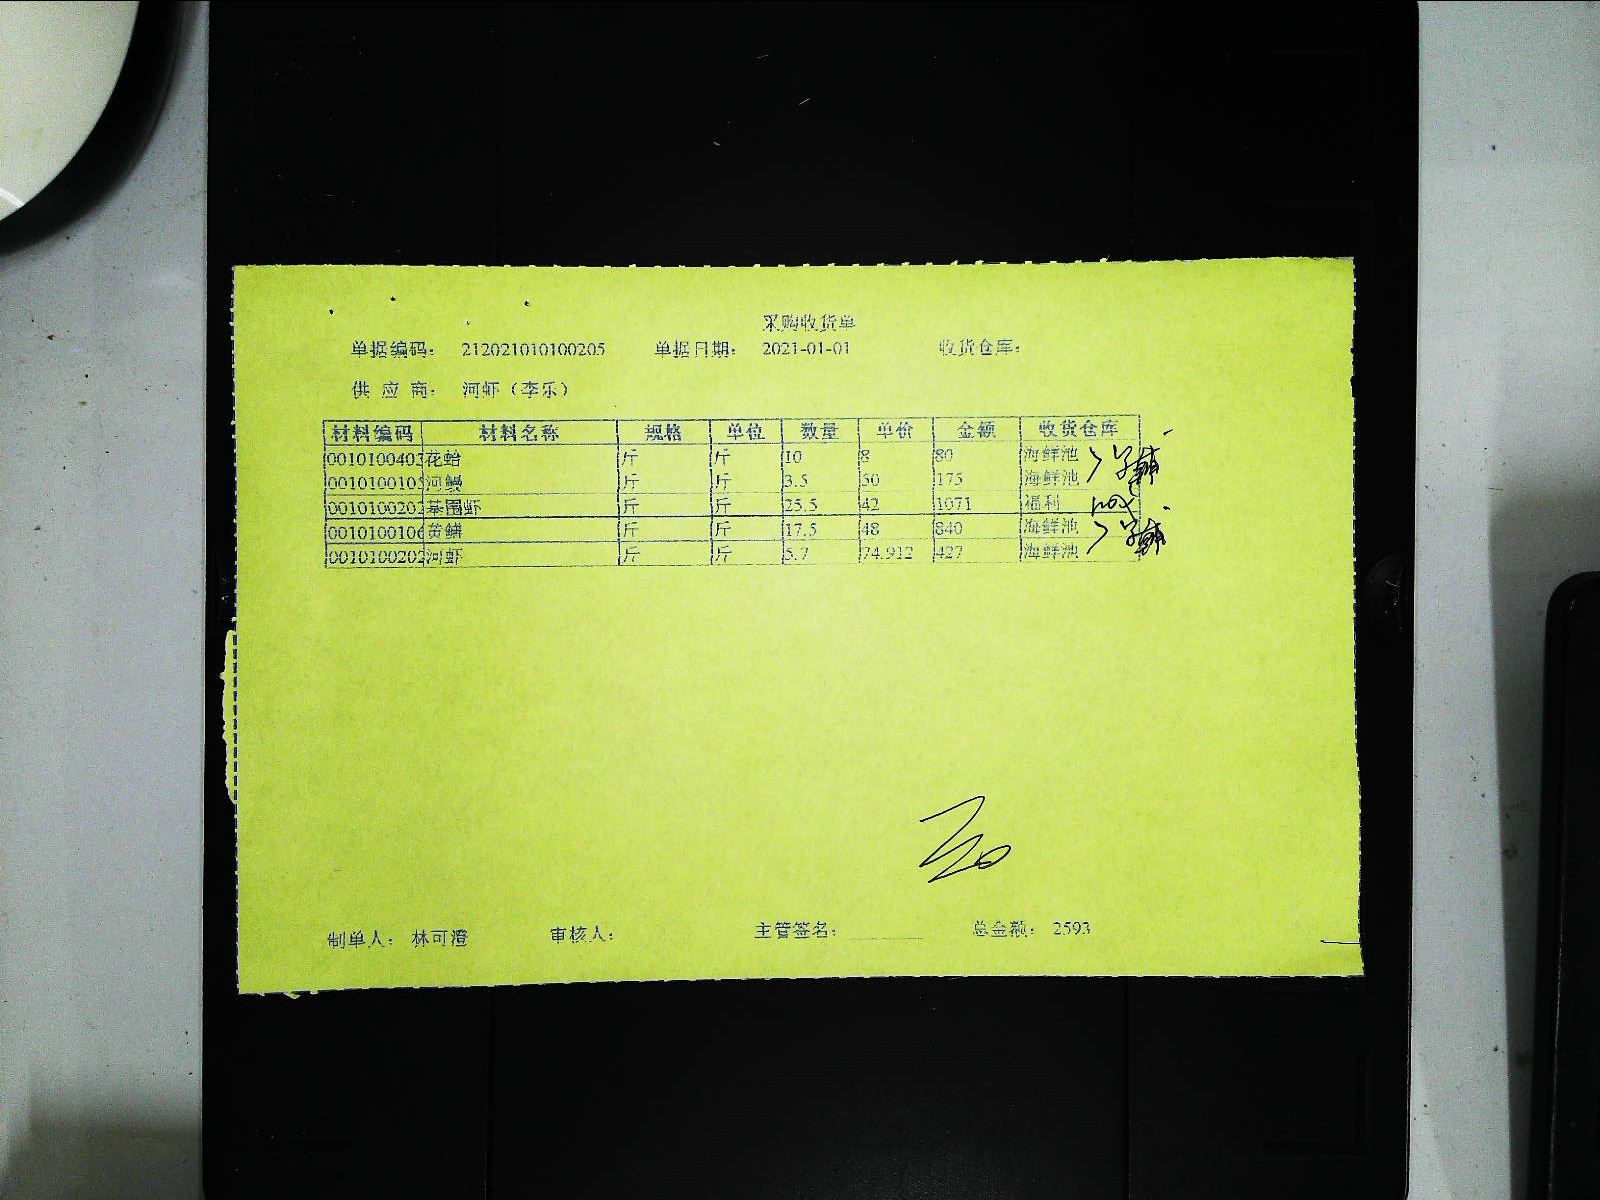 采购收货单
单据编码： 212021010100205 单据日期： 2021-01-01 收货仓库：
供 应 商： 河虾（李乐）
材料编码 材料名称 规格 单位 数量 单价 金额 收货仓库
0010100403 花蛤 斤 斤 10 8 80 海鲜池
001010010 河鳗 斤 斤 3.5 50 175 海鲜池
0010100202 基围虾 斤 斤 25.5 42 1071 福利
0010100106 黄鳝 斤 斤 17.5 48 840 海鲜池
0010100202 河虾 斤 斤 5.7 74.912 427 海鲜池
制单人： 林可澄 审核人： 主管签名： 总金额： 2593